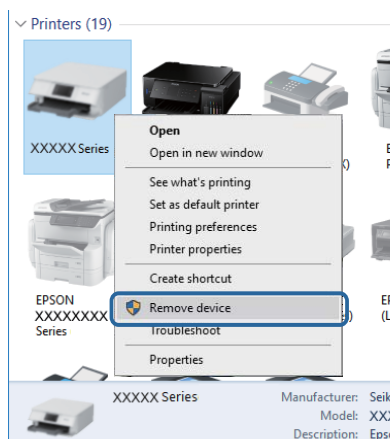 Printers (19)
XXXXX Series
Open
Open in new window
See what's printing
Set as default printer
Printing preferences
Printer properties
Create shortcut
Remove device
Troubleshoot
Properties
EPSON
XXXXXXXX
Series
XXXXX Series
Manufacturer:
Model:
Description: